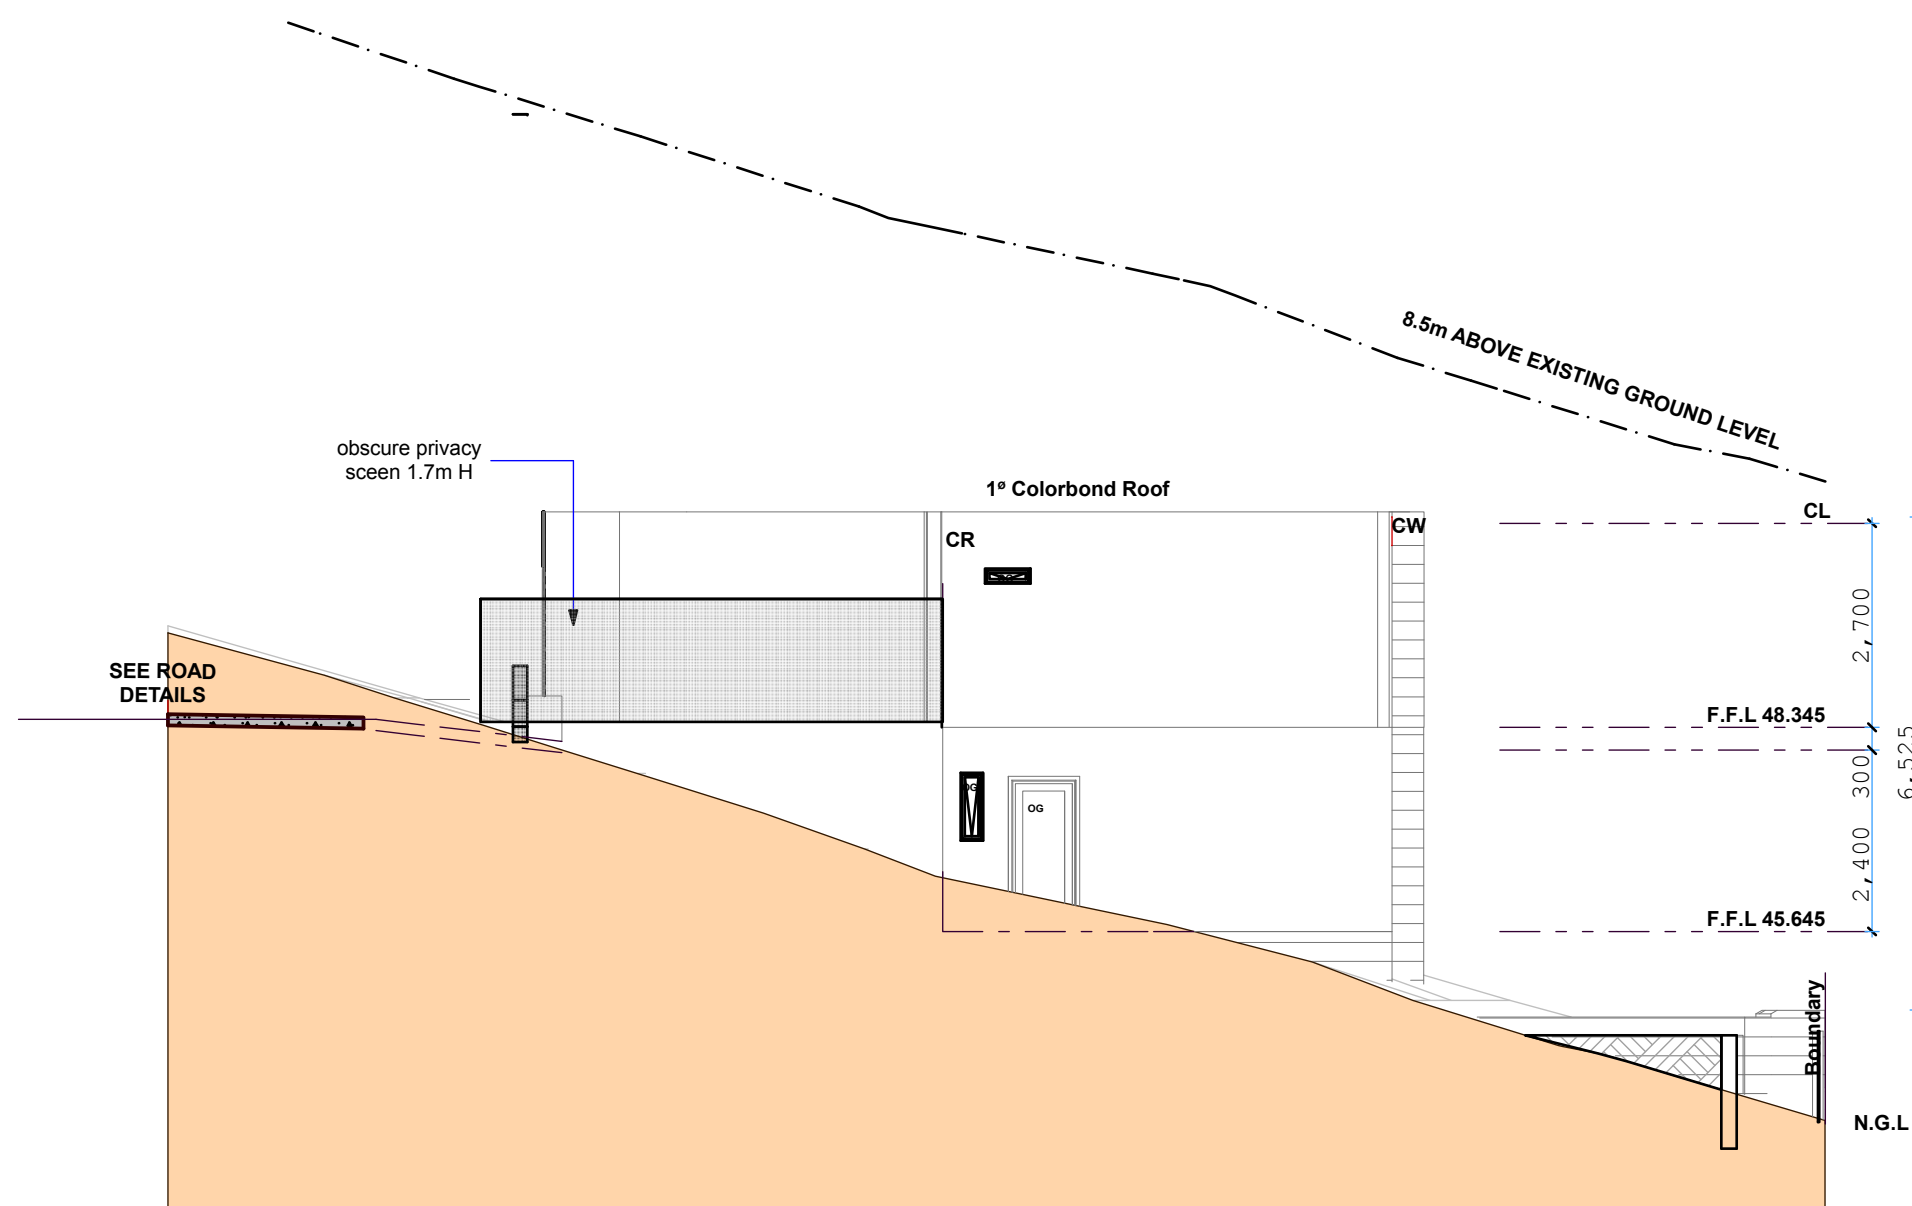 8.5m ABOVE EXISTING GROUND LEVEL
obscure privacy
sceen 1.7m H
1º Colorbond Roof
CL
CW
CR
2,700
SEE ROAD
DETAILS
F.F.L 48.345
6,525
300
OG
OG
2,400
F.F.L 45.645
Boundary
N.G.L